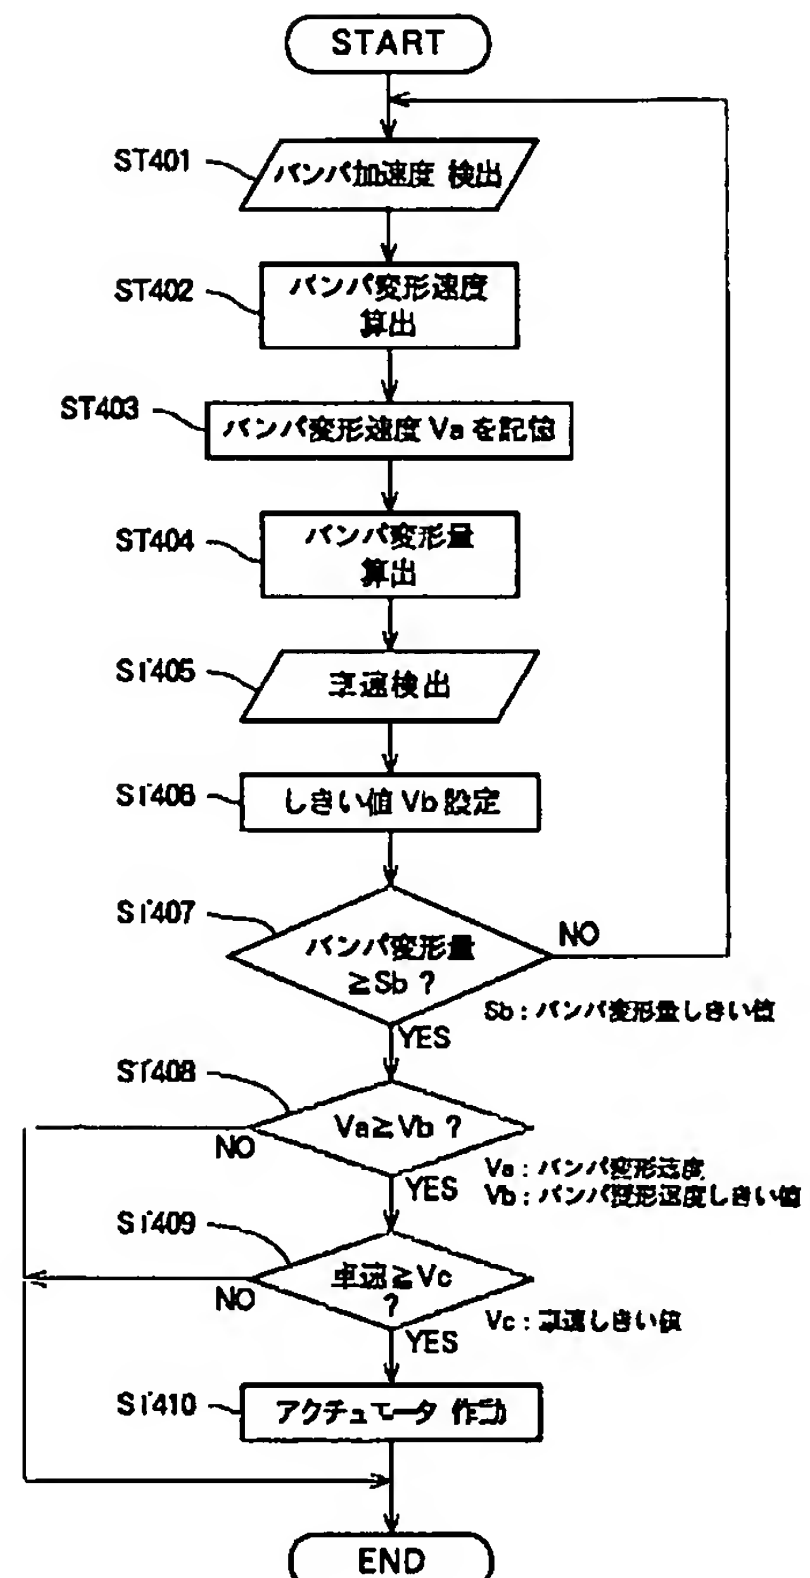 START
ST401
バンパ加速度 検出
ST402
バンパ変形速度
算出
ST403
バンパ変形速度 Vaを記憶
ST404
バンパ変形量
算出
ST405
車速検出
ST406
しきい値 Vb 設定
ST407
バンパ変形量
≧Sb ?
NO
Sb : バンパ変形量しきい値
YES
ST408
Va≧Vb ?
NO
Va : バンパ変形速度
Vb : バンパ変形速度しきい値
YES
ST409
車速≧Vc
?
NO
Vc : 車速しきい値
YES
ST410
アクチュエータ 作動
END